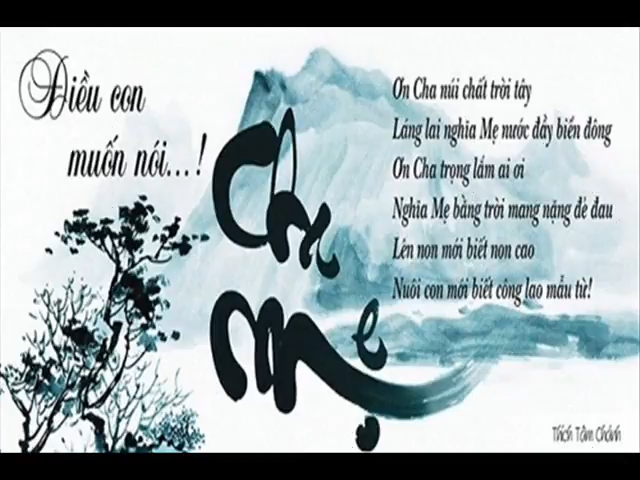 Điều con
muốn nói...!
Cha
Mẹ
Ơn Cha núi chất trời tây
Láng lai nghĩa Mẹ nước đầy biển đông
Ơn Cha trọng lắm ai ơi
Nghĩa Mẹ bằng trời mang nặng đẻ đau
Lên non mới biết non cao
Nuôi con mới biết công lao mẫu từ!
Thích Tâm Chánh